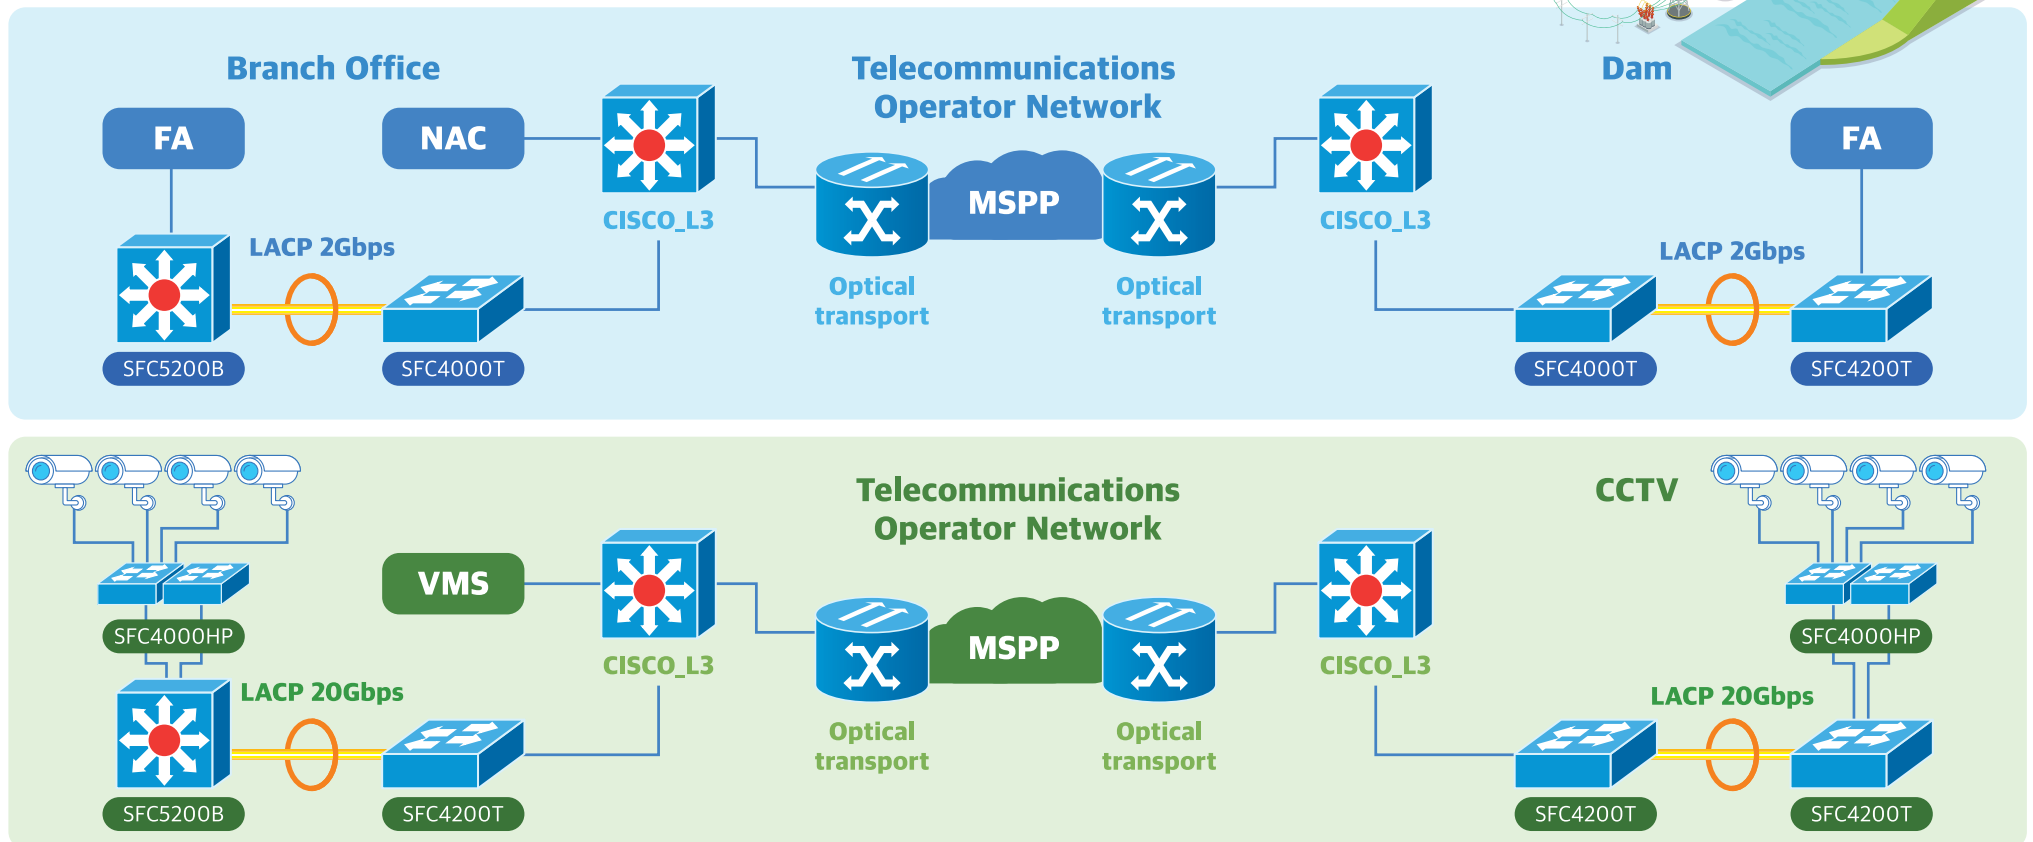 Branch Office
Telecommunications
Operator Network
Dam
FA
NAC
FA
MSPP
CISCO_L3
CISCO_L3
LACP 2Gbps
LACP 2Gbps
Optical
transport
Optical
transport
SFC5200B
SFC4000T
SFC4000T
SFC4200T
Telecommunications
Operator Network
CCTV
VMS
SFC4000HP
SFC4000HP
MSPP
CISCO_L3
CISCO_L3
LACP 20Gbps
LACP 20Gbps
Optical
transport
Optical
transport
SFC5200B
SFC4200T
SFC4200T
SFC4200T